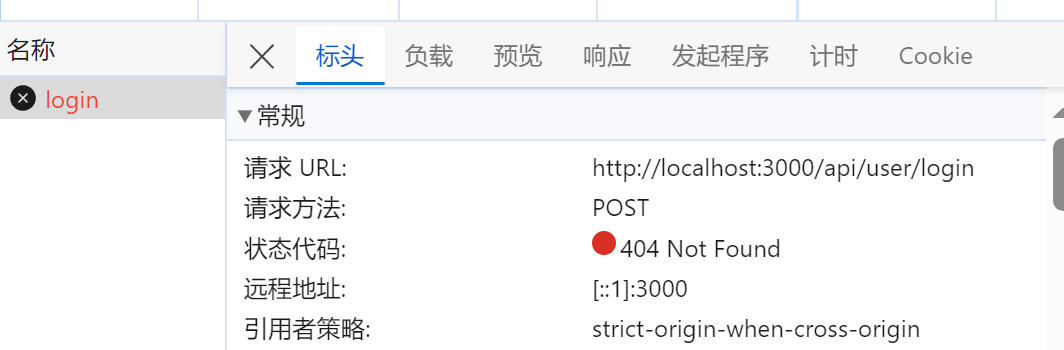 名称
login
标头 负载 预览 响应 发起程序 计时 Cookie
常规
请求 URL: http://localhost:3000/api/user/login
请求方法: POST
状态代码: 404 Not Found
远程地址: [::1]:3000
引用者策略: strict-origin-when-cross-origin